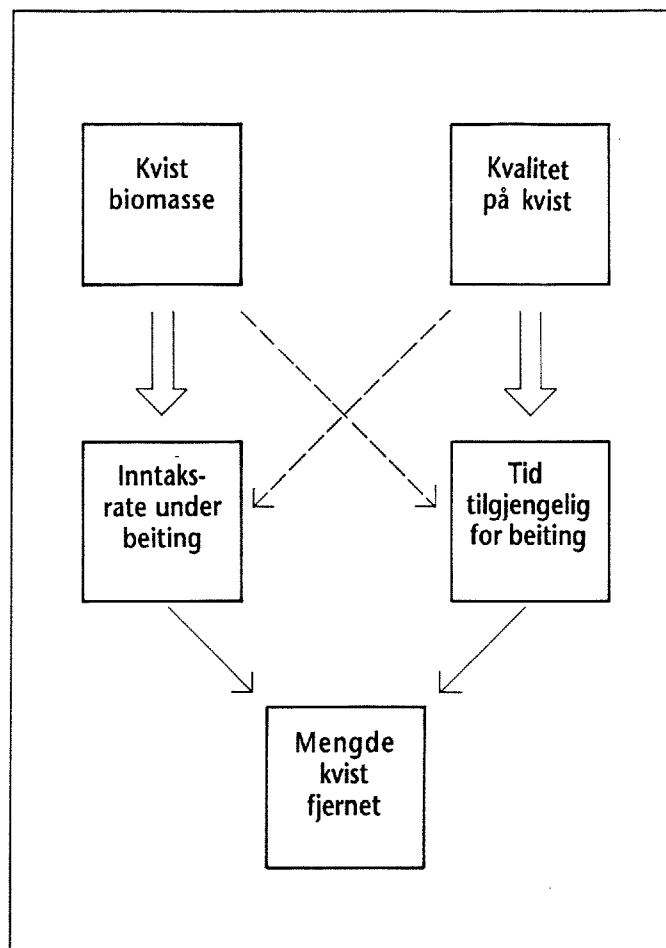 Kvist
biomasse
Kvalitet
på kvist
Inntaks-
rate under
beiting
Tid
tilgjengelig
for beiting
Mengde
kvist
fjernet